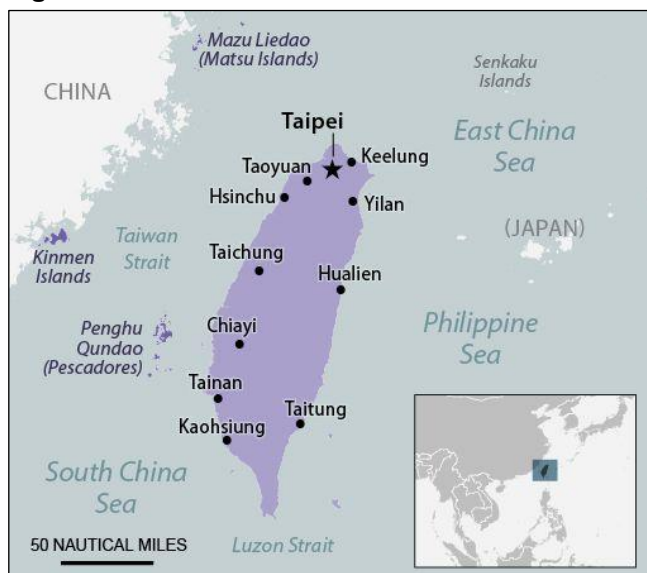 Mazu Liedao
(Matsu Islands)
Senkaku
Islands
CHINA
Taipei
East China
Sea
Keelung
Taoyuan
Hsinchu
Yilan
(JAPAN)
Taiwan
Strait
Kinmen
Islands
Taichung
Hualien
Penghu
Qundao
(Pescadores)
Chiayi
Philippine
Sea
Tainan
Taitung
Kaohsiung
South China
Sea
50 NAUTICAL MILES
Luzon Strait